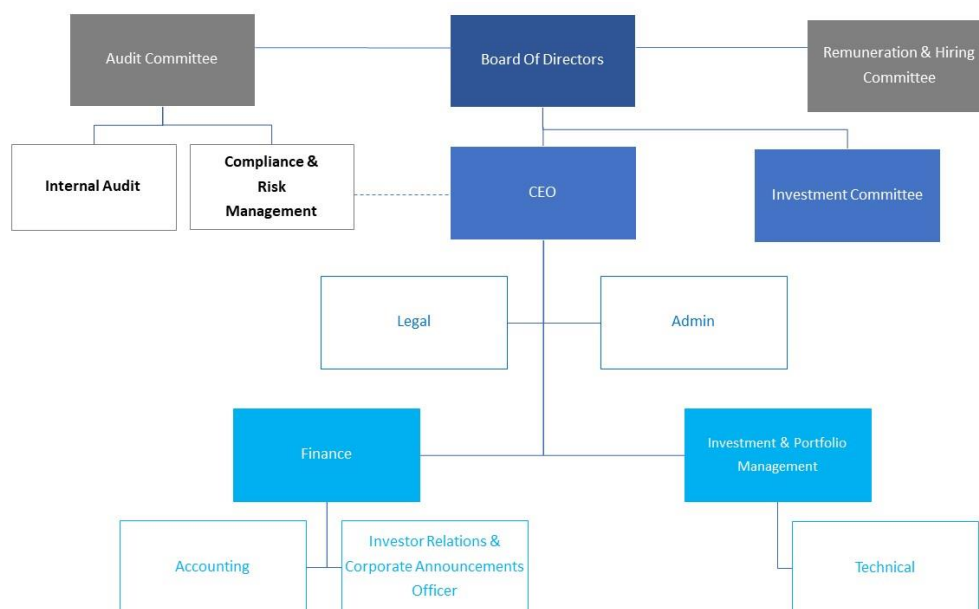 Audit Committee
Board Of Directors
Remuneration & Hiring
Committee
Internal Audit
Compliance &
Risk
Management
CEO
Investment Committee
Legal
Admin
Finance
Investment & Portfolio
Management
Accounting
Investor Relations &
Corporate Announcements
Officer
Technical